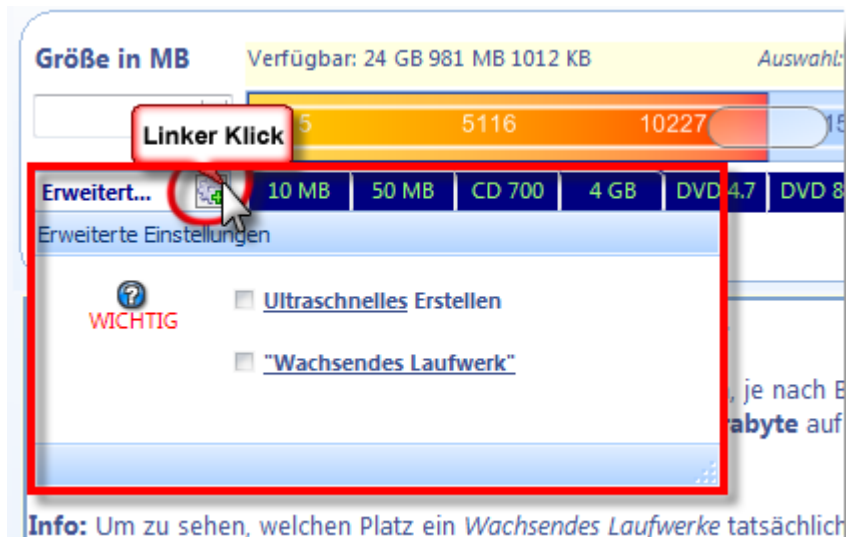 Größe in MB
Verfügbar: 24 GB 981 MB 1012 KB
Auswahl:
Linker Klick
5 5116 10227 15
Erweitert... 10 MB 50 MB CD 700 4 GB DVD 4.7 DVD 8
Erweiterte Einstellungen
WICHTIG
Ultraschnelles Erstellen
"Wachsendes Laufwerk"
, je nach B
rabyte auf
Info: Um zu sehen, welchen Platz ein Wachsendes Laufwerke tatsächlich